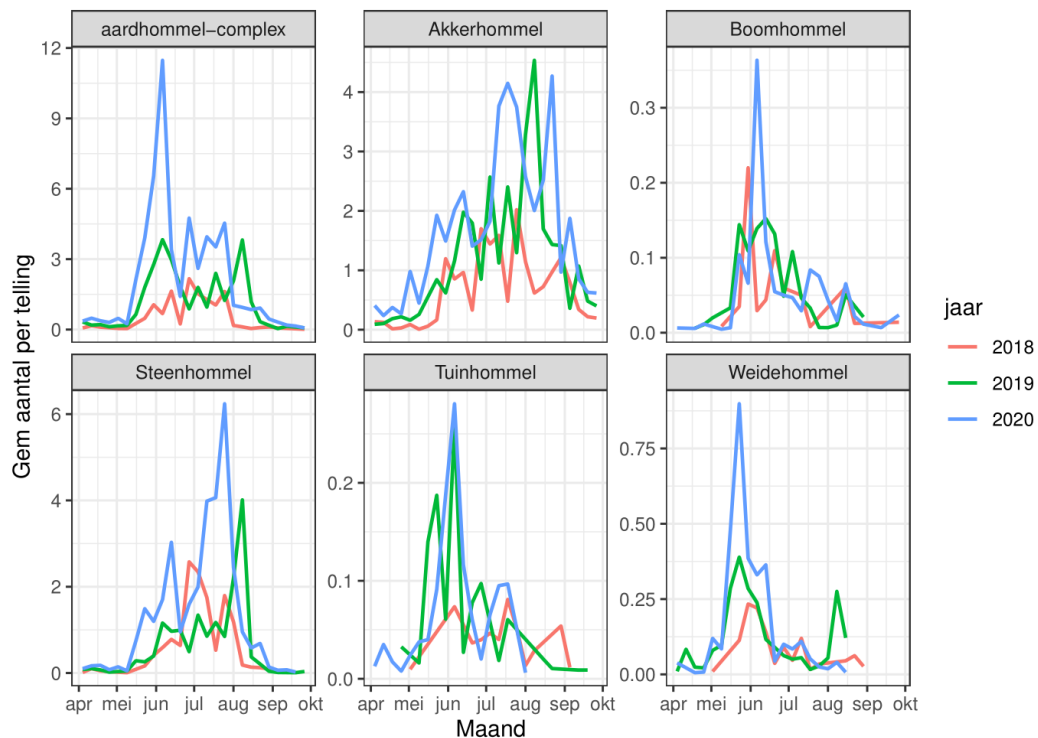 aardhommel−complex
Akkerhommel
Boomhommel
12
9
6
3
0
4
3
2
1
0
0.3
0.2
0.1
0.0
Gem aantal per telling
Steenhommel
Tuinhommel
Weidehommel
6
4
2
0
0.2
0.1
0.0
0.75
0.50
0.25
0.00
apr mei jun jul aug sep okt
apr mei jun jul aug sep okt
apr mei jun jul aug sep okt
Maand
jaar
2018
2019
2020